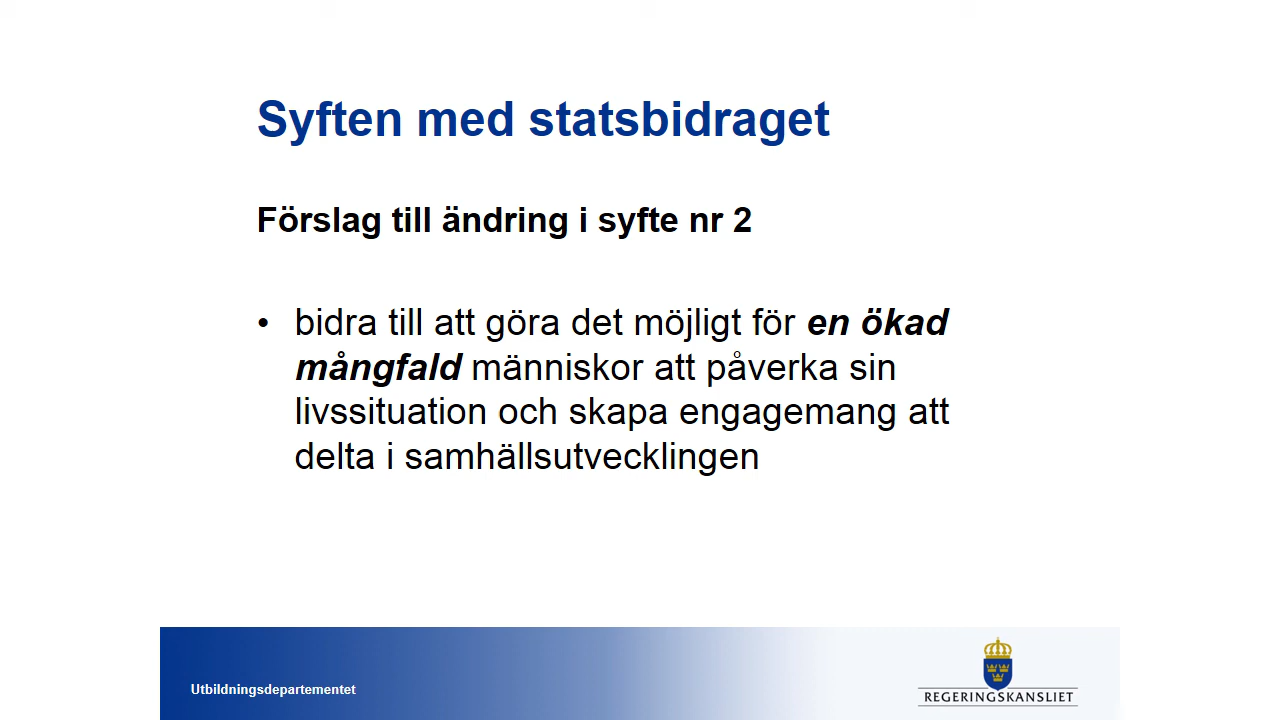 Syften med statsbidraget
Förslag till ändring i syfte nr 2
• bidra till att göra det möjligt för en ökad
mångfald människor att påverka sin
livssituation och skapa engagemang att
delta i samhällsutvecklingen
Utbildningsdepartementet
REGERINGSKANSLIET